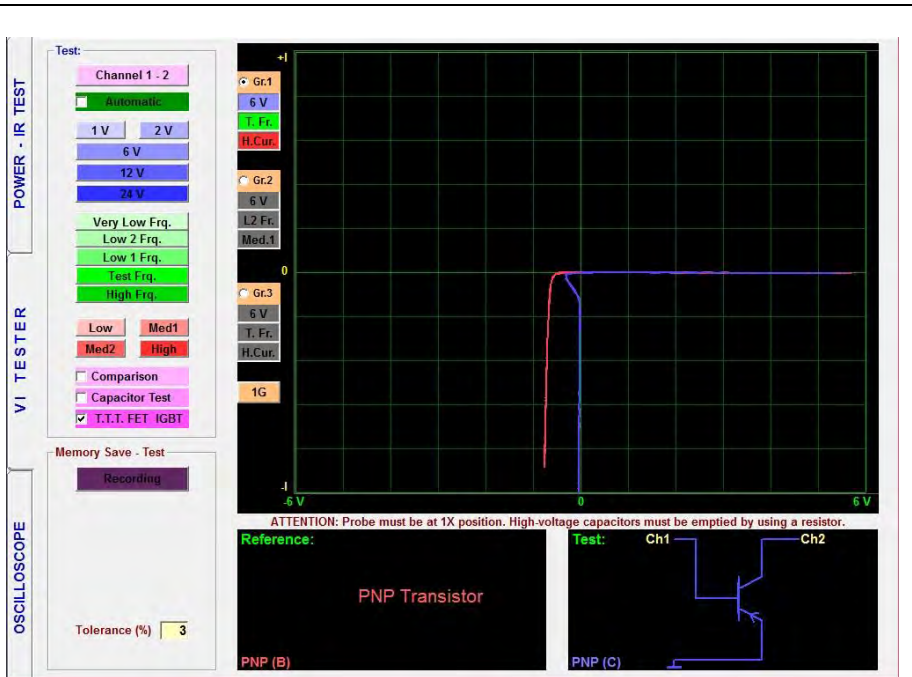 POWER - IR TEST
VI TESTER
OSCILLOSCOPE
Test:
Channel 1 - 2
Automatic
1 V
2 V
6 V
12 V
24 V
Very Low Frq.
Low 2 Frq.
Low 1 Frq.
Test Frq.
High Frq.
Low
Med1
Med2
High
Comparison
Capacitor Test
T.T.T. FET IGBT
Memory Save - Test
Recording
Tolerance (%) 3
Gr.1
6 V
T. Fr.
H.Cur.
Gr.2
6 V
L2 Fr.
Med.1
Gr.3
6 V
T. Fr.
H.Cur.
1G
+I
0
-I
-6 V
0
6 V
ATTENTION: Probe must be at 1X position. High-voltage capacitors must be emptied by using a resistor.
Reference:
PNP Transistor
PNP (B)
Test:
Ch1
Ch2
PNP (C)